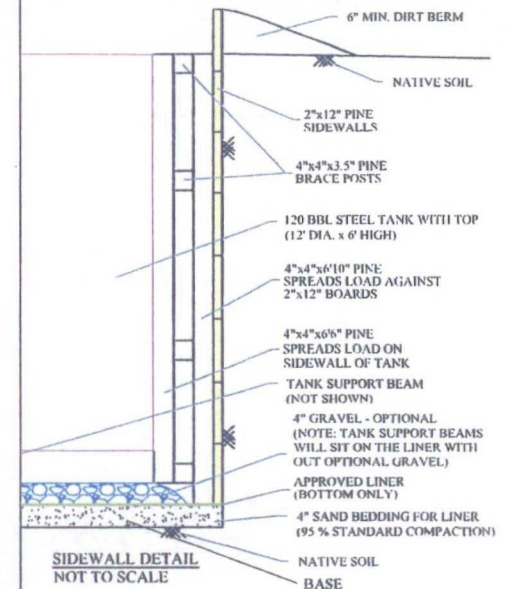 6" MIN. DIRT BERM
NATIVE SOIL
2"x12" PINE
SIDEWALLS
4"x4"x3.5" PINE
BRACE POSTS
120 BBL STEEL TANK WITH TOP
(12' DIA. x 6' HIGH)
4"x4"x6'10" PINE
SPREADS LOAD AGAINST
2"x12" BOARDS
4"x4"x6'6" PINE
SPREADS LOAD ON
SIDEWALL OF TANK
TANK SUPPORT BEAM
(NOT SHOWN)
4" GRAVEL - OPTIONAL
(NOTE: TANK SUPPORT BEAMS
WILL SIT ON THE LINER WITH
OUT OPTIONAL GRAVEL)
APPROVED LINER
(BOTTOM ONLY)
4" SAND BEDDING FOR LINER
(95 % STANDARD COMPACTION)
SIDEWALL DETAIL
NOT TO SCALE
NATIVE SOIL
BASE